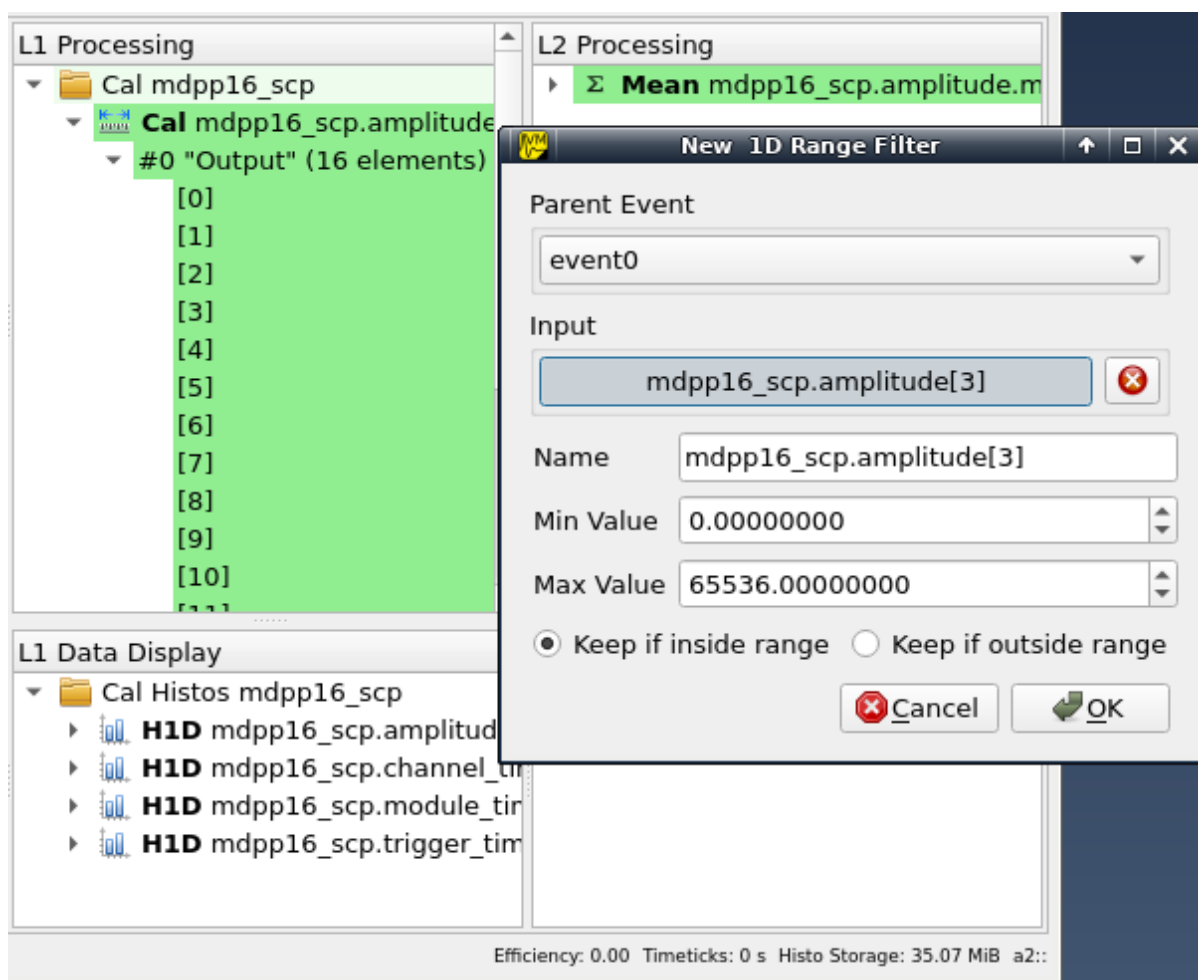 L1 Processing
Cal mdpp16_scp
Cal mdpp16_scp.amplitude
#0 "Output" (16 elements)
[0]
[1]
[2]
[3]
[4]
[5]
[6]
[7]
[8]
[9]
[10]
[11]
L2 Processing
Σ Mean mdpp16_scp.amplitude.m
New 1D Range Filter
Parent Event
event0
Input
mdpp16_scp.amplitude[3]
Name mdpp16_scp.amplitude[3]
Min Value 0.00000000
Max Value 65536.00000000
Keep if inside range Keep if outside range
Cancel OK
L1 Data Display
Cal Histos mdpp16_scp
H1D mdpp16_scp.amplitud
H1D mdpp16_scp.channel_ti
H1D mdpp16_scp.module_tim
H1D mdpp16_scp.trigger_tim
Efficiency: 0.00 Timeticks: 0 s Histo Storage: 35.07 MiB a2::